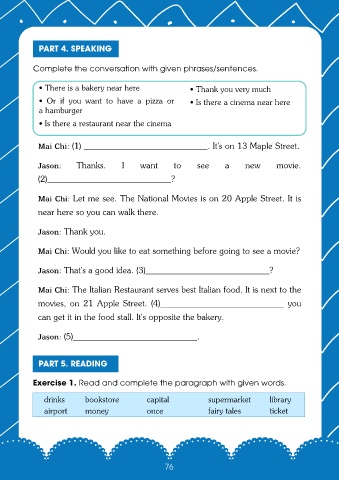 PART 4. SPEAKING
Complete the conversation with given phrases/sentences.
• There is a bakery near here
• Or if you want to have a pizza or
a hamburger
• Is there a restaurant near the cinema
• Thank you very much
• Is there a cinema near here
Mai Chi: (1) ____________________________. It's on 13 Maple Street.
Jason: Thanks. I want to see a new movie.
(2)____________________________?
Mai Chi: Let me see. The National Movies is on 20 Apple Street. It is
near here so you can walk there.
Jason: Thank you.
Mai Chi: Would you like to eat something before going to see a movie?
Jason: That's a good idea. (3)____________________________?
Mai Chi: The Italian Restaurant serves best Italian food. It is next to the
movies, on 21 Apple Street. (4)____________________________ you
can get it in the food stall. It's opposite the bakery.
Jason: (5)____________________________.
PART 5. READING
Exercise 1. Read and complete the paragraph with given words.
drinks bookstore capital supermarket library
airport money once fairy tales ticket
76